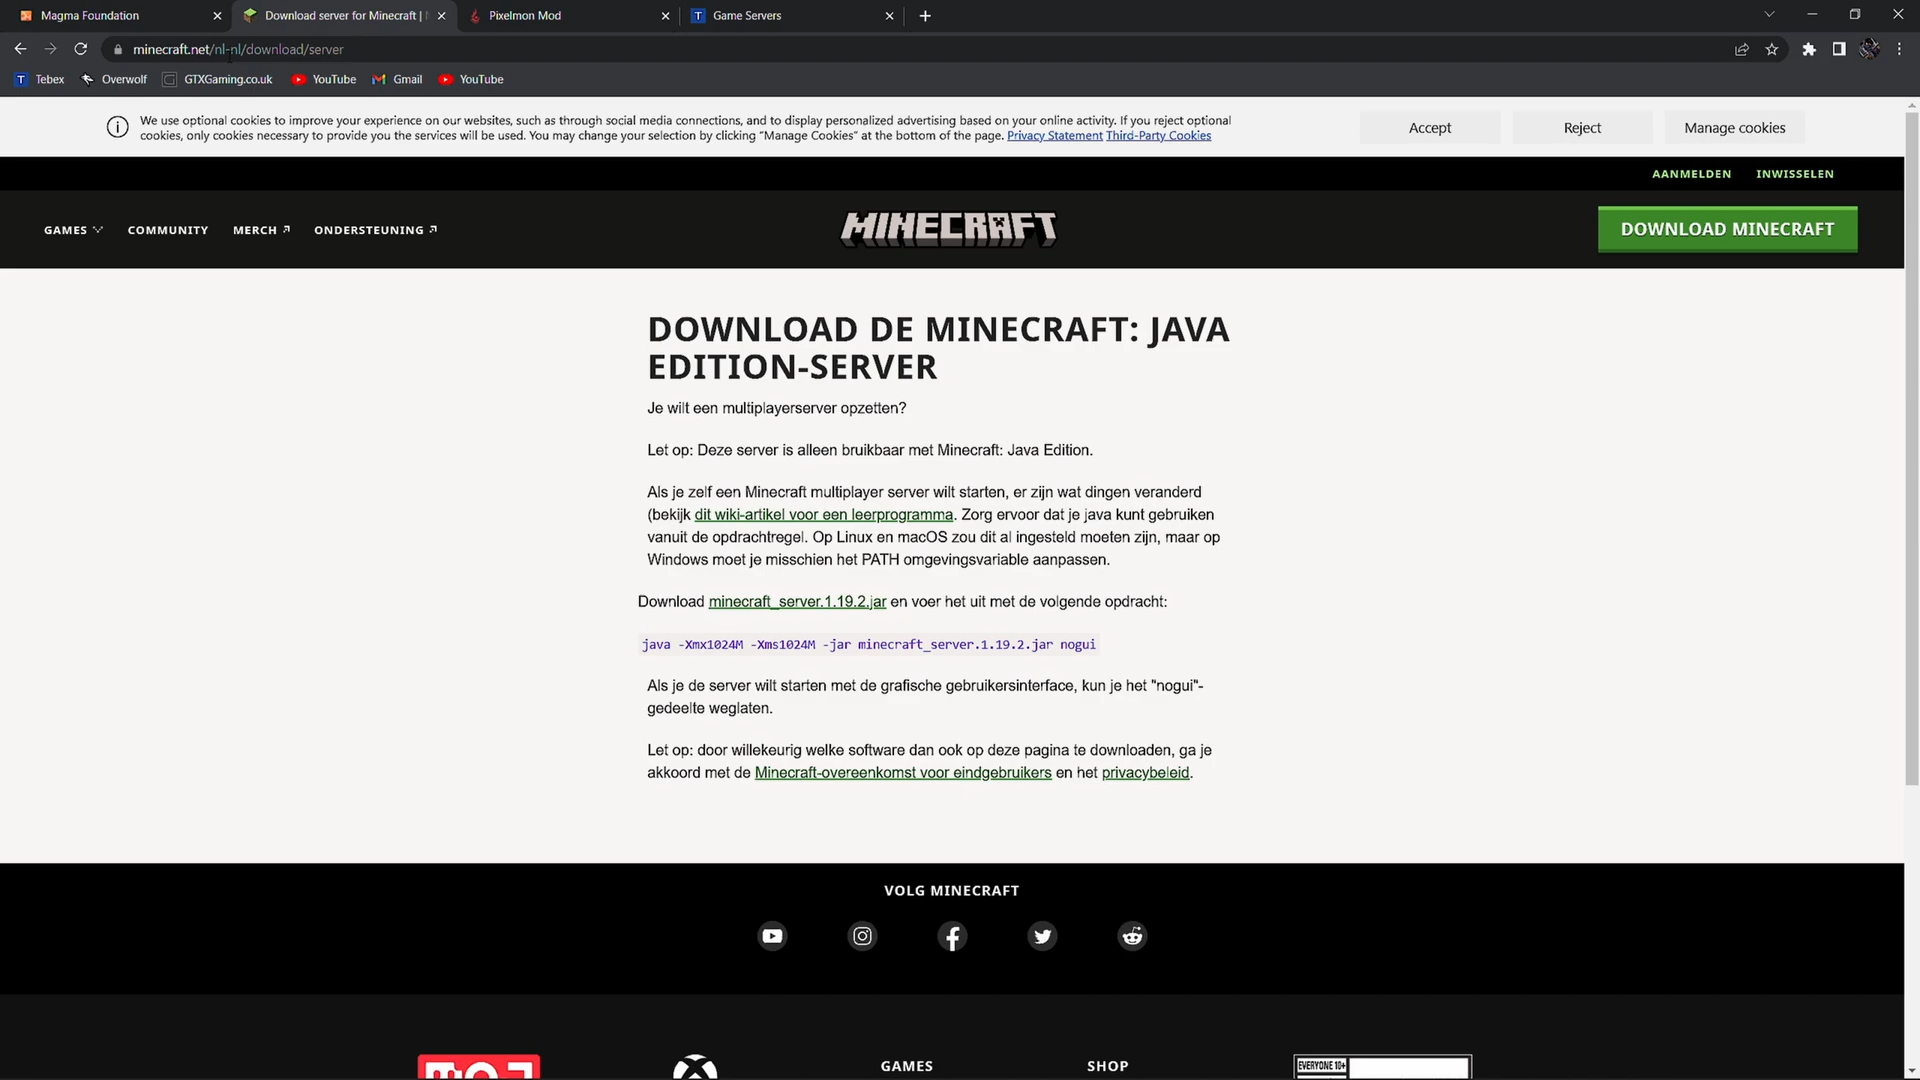 Magma Foundation
Download server for Minecraft |
Pixelmon Mod
T Game Servers
minecraft.net/nl-nl/download/server
T Tebex
Overwolf
GTXGaming.co.uk
YouTube
Gmail
YouTube
We use optional cookies to improve your experience on our websites, such as through social media connections, and to display personalized advertising based on your online activity. If you reject optional
cookies, only cookies necessary to provide you the services will be used. You may change your selection by clicking “Manage Cookies” at the bottom of the page. Privacy Statement Third-Party Cookies
Accept
Reject
Manage cookies
AANMELDEN
INWISSELEN
GAMES
COMMUNITY
MERCH
ONDERSTEUNING
MINECRAFT
DOWNLOAD MINECRAFT
DOWNLOAD DE MINECRAFT: JAVA
EDITION-SERVER
Je wilt een multiplayerserver opzetten?
Let op: Deze server is alleen bruikbaar met Minecraft: Java Edition.
Als je zelf een Minecraft multiplayer server wilt starten, er zijn wat dingen veranderd
(bekijk dit wiki-artikel voor een leerprogramma. Zorg ervoor dat je java kunt gebruiken
vanuit de opdrachtregel. Op Linux en macOS zou dit al ingesteld moeten zijn, maar op
Windows moet je misschien het PATH omgevingsvariable aanpassen.
Download minecraft_server.1.19.2.jar en voer het uit met de volgende opdracht:
java -Xmx1024M -Xms1024M -jar minecraft_server.1.19.2.jar nogui
Als je de server wilt starten met de grafische gebruikersinterface, kun je het "nogui"-
gedeelte weglaten.
Let op: door willekeurig welke software dan ook op deze pagina te downloaden, ga je
akkoord met de Minecraft-overeenkomst voor eindgebruikers en het privacybeleid.
VOLG MINECRAFT
GAMES
SHOP
EVERYONE 10+